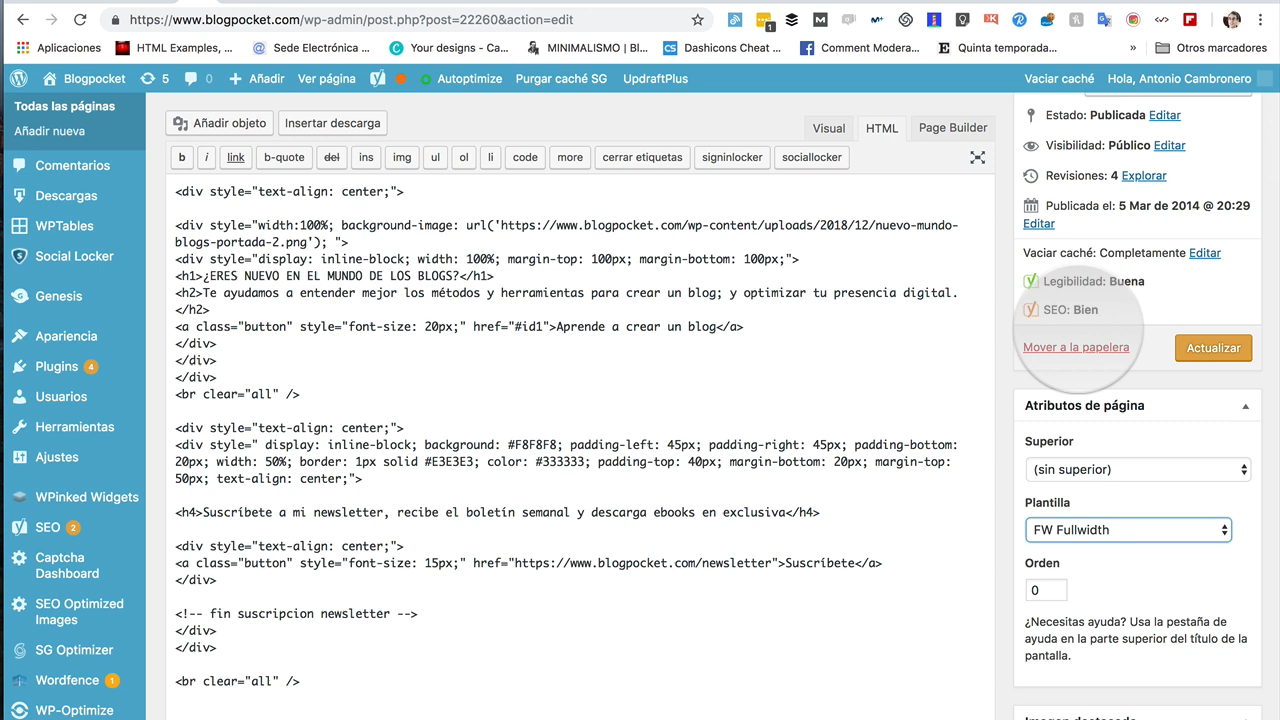 https://www.blogpocket.com/wp-admin/post.php?post=22260&action=edit
1
Aplicaciones
HTML Examples,...
Sede Electrónica ...
Your designs - Ca...
MINIMALISMO | Bl...
Dashicons Cheat ...
Comment Modera...
Quinta temporada...
»
Otros marcadores
Blogpocket
5
0
Añadir
Ver página
Autoptimize
Purgar caché SG
UpdraftPlus
Vaciar caché
Hola, Antonio Cambronero
Todas las páginas
Añadir nueva
Comentarios
Descargas
WPTables
Social Locker
Genesis
Apariencia
Plugins 4
Usuarios
Herramientas
Ajustes
WPinked Widgets
SEO 2
Captcha
Dashboard
SEO Optimized
Images
SG Optimizer
Wordfence 1
WP-Optimize
Añadir objeto
Insertar descarga
Visual
HTML
Page Builder
b
i
link
b-quote
del
ins
img
ul
ol
li
code
more
cerrar etiquetas
signinlocker
sociallocker
<div style="text-align: center;">
<div style="width:100%; background-image: url('https://www.blogpocket.com/wp-content/uploads/2018/12/nuevo-mundo-
blogs-portada-2.png'); ">
<div style="display: inline-block; width: 100%; margin-top: 100px; margin-bottom: 100px;">
<h1>¿ERES NUEVO EN EL MUNDO DE LOS BLOGS?</h1>
<h2>Te ayudamos a entender mejor los métodos y herramientas para crear un blog; y optimizar tu presencia digital.
</h2>
<a class="button" style="font-size: 20px;" href="#id1">Aprende a crear un blog</a>
</div>
</div>
</div>
<br clear="all" />
<div style="text-align: center;">
<div style=" display: inline-block; background: #F8F8F8; padding-left: 45px; padding-right: 45px; padding-bottom:
20px; width: 50%; border: 1px solid #E3E3E3; color: #333333; padding-top: 40px; margin-bottom: 20px; margin-top:
50px; text-align: center;">
<h4>Suscríbete a mi newsletter, recibe el boletín semanal y descarga ebooks en exclusiva</h4>
<div style="text-align: center;">
<a class="button" style="font-size: 15px;" href="https://www.blogpocket.com/newsletter">Suscríbete</a>
</div>
<!-- fin suscripcion newsletter -->
</div>
</div>
<br clear="all" />
Estado: Publicada Editar
Visibilidad: Público Editar
Revisiones: 4 Explorar
Publicada el: 5 Mar de 2014 @ 20:29
Editar
Vaciar caché: Completamente Editar
Legibilidad: Buena
SEO: Bien
Mover a la papelera
Actualizar
Atributos de página
Superior
(sin superior)
Plantilla
FW Fullwidth
Orden
0
¿Necesitas ayuda? Usa la pestaña de
ayuda en la parte superior del título de la
pantalla.